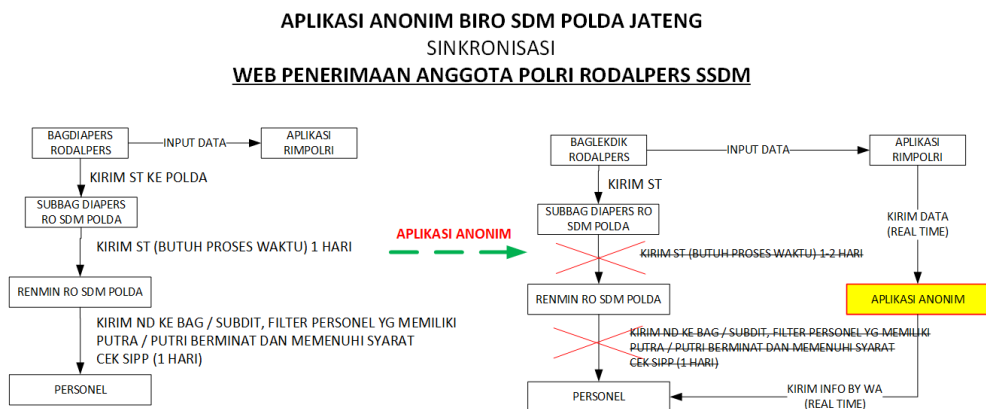 APLIKASI ANONIM BIRO SDM POLDA JATENG
SINKRONISASI
WEB PENERIMAAN ANGGOTA POLRI RODALPERS SSDM
BAGDIAPERS
RODALPERS
INPUT DATA
APLIKASI
RIMPOLRI
KIRIM ST KE POLDA
SUBBAG DIAPERS
RO SDM POLDA
KIRIM ST (BUTUH PROSES WAKTU) 1 HARI
RENMIN RO SDM POLDA
KIRIM ND KE BAG / SUBDIT, FILTER PERSONEL YG MEMILIKI
PUTRA / PUTRI BERMINAT DAN MEMENUHI SYARAT
CEK SIPP (1 HARI)
PERSONEL
APLIKASI ANONIM
BAGLEKDIK
RODALPERS
INPUT DATA
APLIKASI
RIMPOLRI
KIRIM ST
SUBBAG DIAPERS RO
SDM POLDA
KIRIM ST (BUTUH PROSES WAKTU) 1-2 HARI
KIRIM DATA
(REAL TIME)
RENMIN RO SDM POLDA
APLIKASI ANONIM
KIRIM ND KE BAG / SUBDIT, FILTER PERSONEL YG MEMILIKI
PUTRA / PUTRI BERMINAT DAN MEMENUHI SYARAT
CEK SIPP (1 HARI)
PERSONEL
KIRIM INFO BY WA
(REAL TIME)